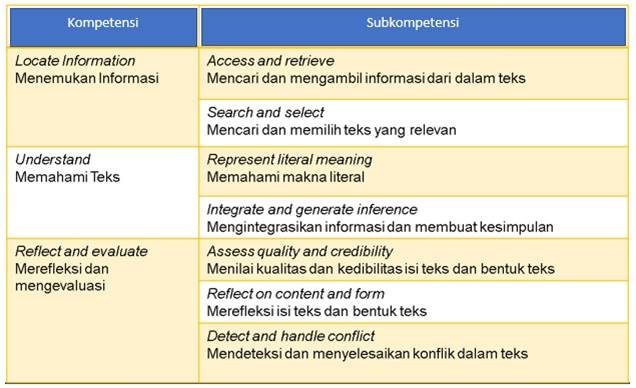 Kompetensi
Subkompetensi
Locate Information
Menemukan Informasi
Access and retrieve
Mencari dan mengambil informasi dari dalam teks
Search and select
Mencari dan memilih teks yang relevan
Understand
Memahami Teks
Represent literal meaning
Memahami makna literal
Integrate and generate inference
Mengintegrasikan informasi dan membuat kesimpulan
Reflect and evaluate
Merefleksi dan
mengevaluasi
Assess quality and credibility
Menilai kualitas dan kedibilitas isi teks dan bentuk teks
Reflect on content and form
Merefleksi isi teks dan bentuk teks
Detect and handle conflict
Mendeteksi dan menyelesaikan konflik dalam teks